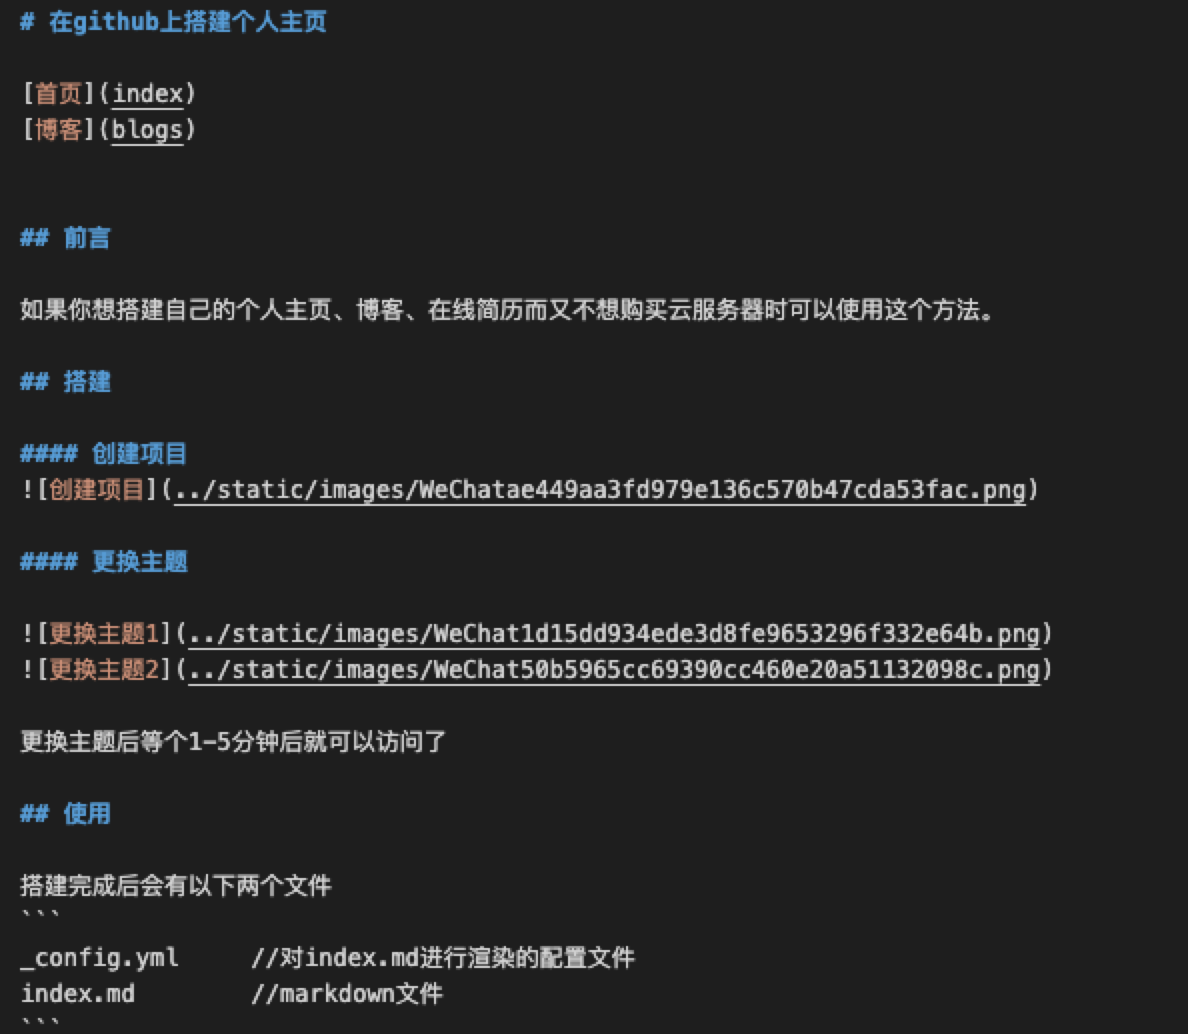 # 在github上搭建个人主页
[首页](index)
[博客](blogs)
## 前言
如果你想搭建自己的个人主页、博客、在线简历而又不想购买云服务器时可以使用这个方法。
## 搭建
#### 创建项目
![创建项目](../static/images/WeChatae449aa3fd979e136c570b47cda53fac.png)
#### 更换主题
![更换主题1](../static/images/WeChat1d15dd934ede3d8fe9653296f332e64b.png)
![更换主题2](../static/images/WeChat50b5965cc69390cc460e20a51132098c.png)
更换主题后等个1-5分钟后就可以访问了
## 使用
搭建完成后会有以下两个文件
```
_config.yml     //对index.md进行渲染的配置文件
index.md        //markdown文件
```